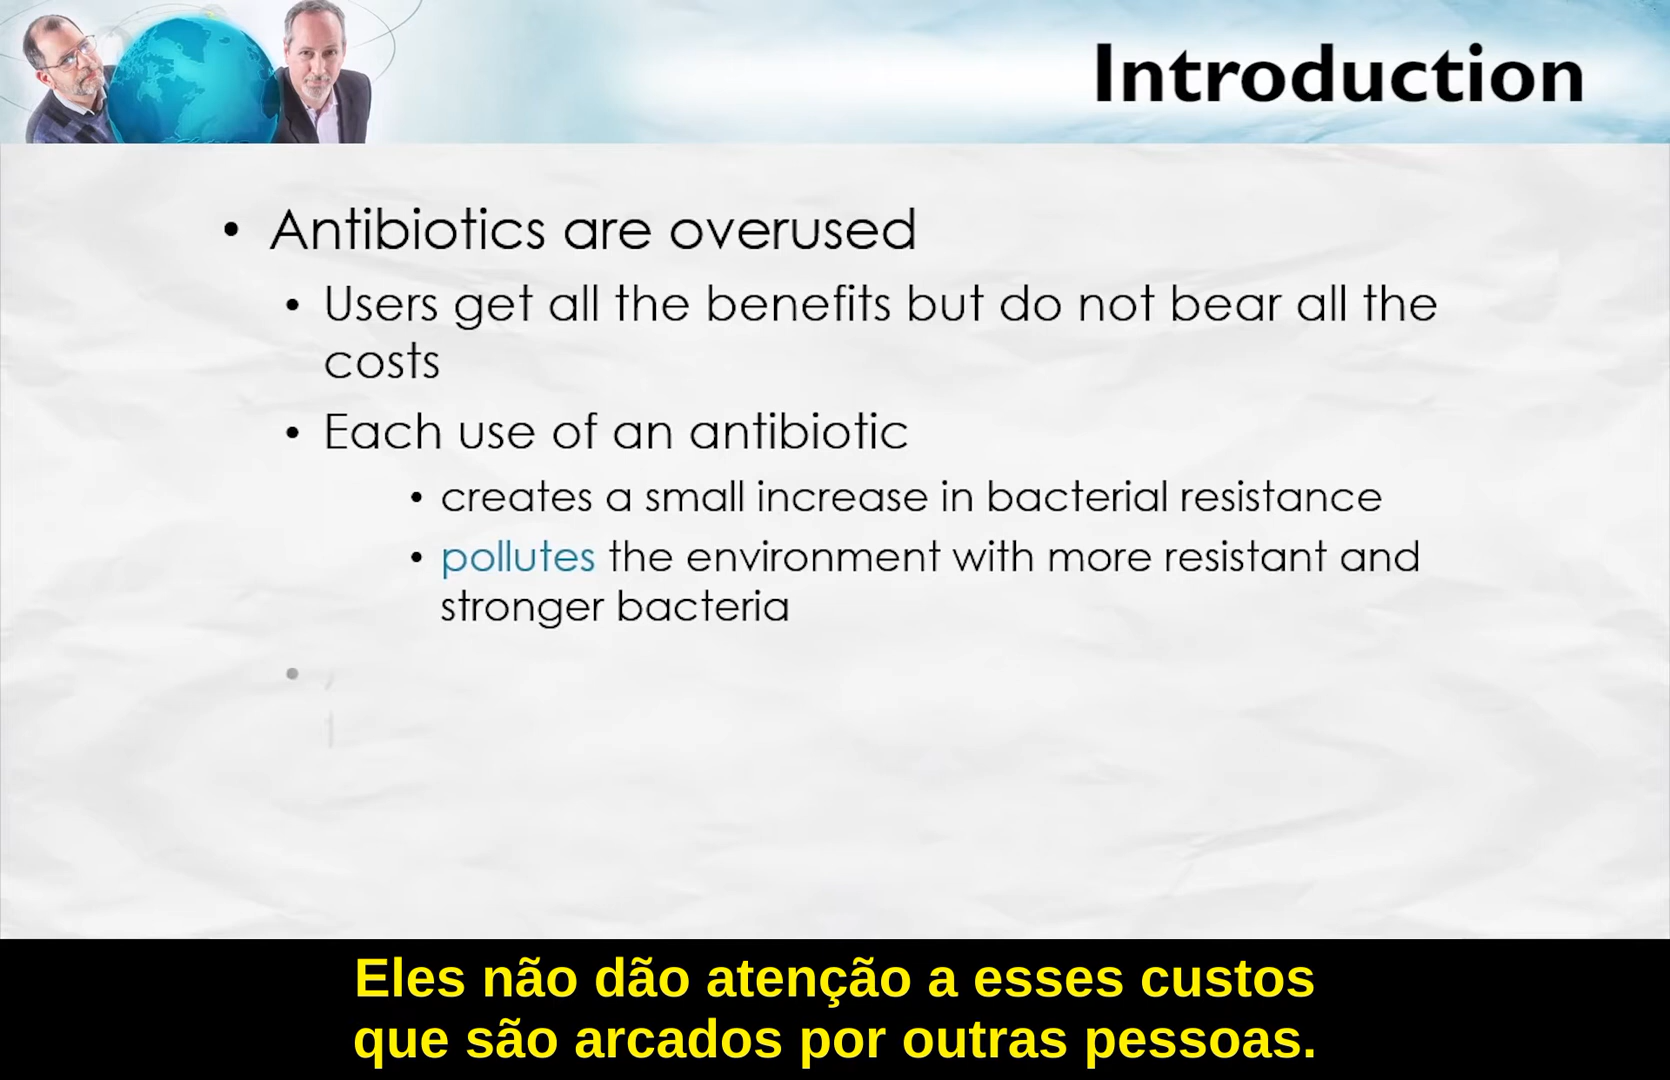 Introduction
• Antibiotics are overused
• Users get all the benefits but do not bear all the
costs
• Each use of an antibiotic
• creates a small increase in bacterial resistance
• pollutes the environment with more resistant and
stronger bacteria
•
Eles não dão atenção a esses custos
que são arcados por outras pessoas.